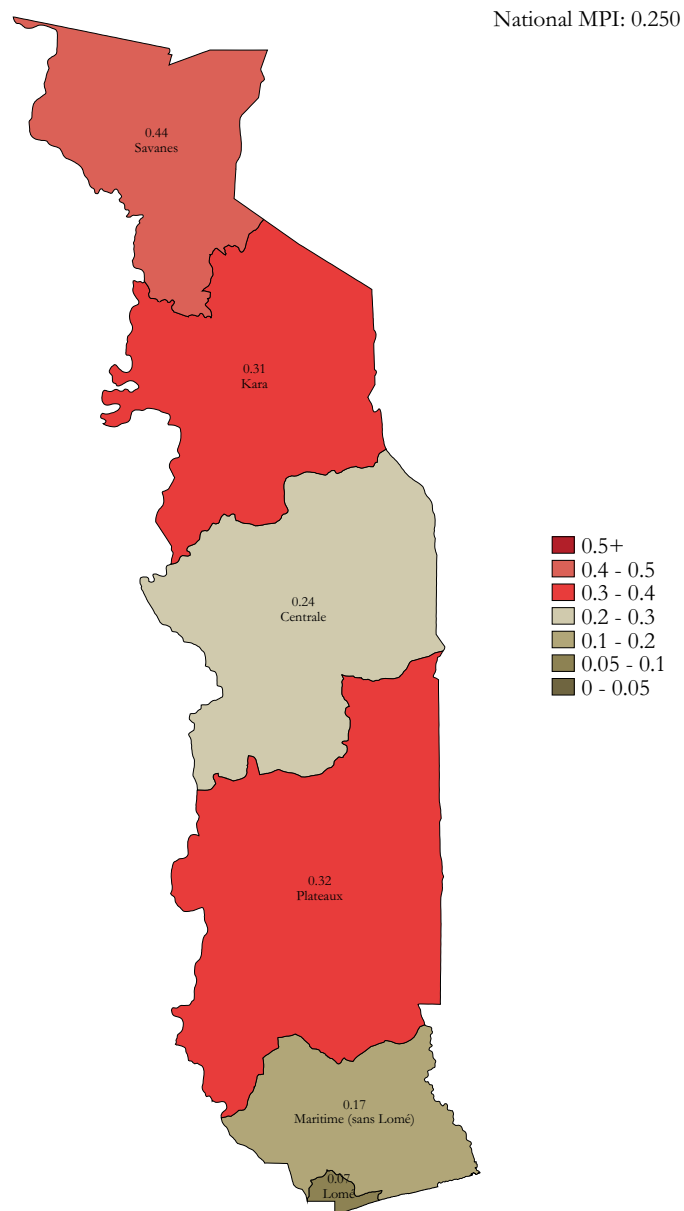 National MPI: 0.250
0.44
Savanes
0.31
Kara
0.24
Centrale
0.5+
0.4 - 0.5
0.3 - 0.4
0.2 - 0.3
0.1 - 0.2
0.05 - 0.1
0 - 0.05
0.32
Plateaux
0.17
Maritime (sans Lomé)
0.07
Lomé